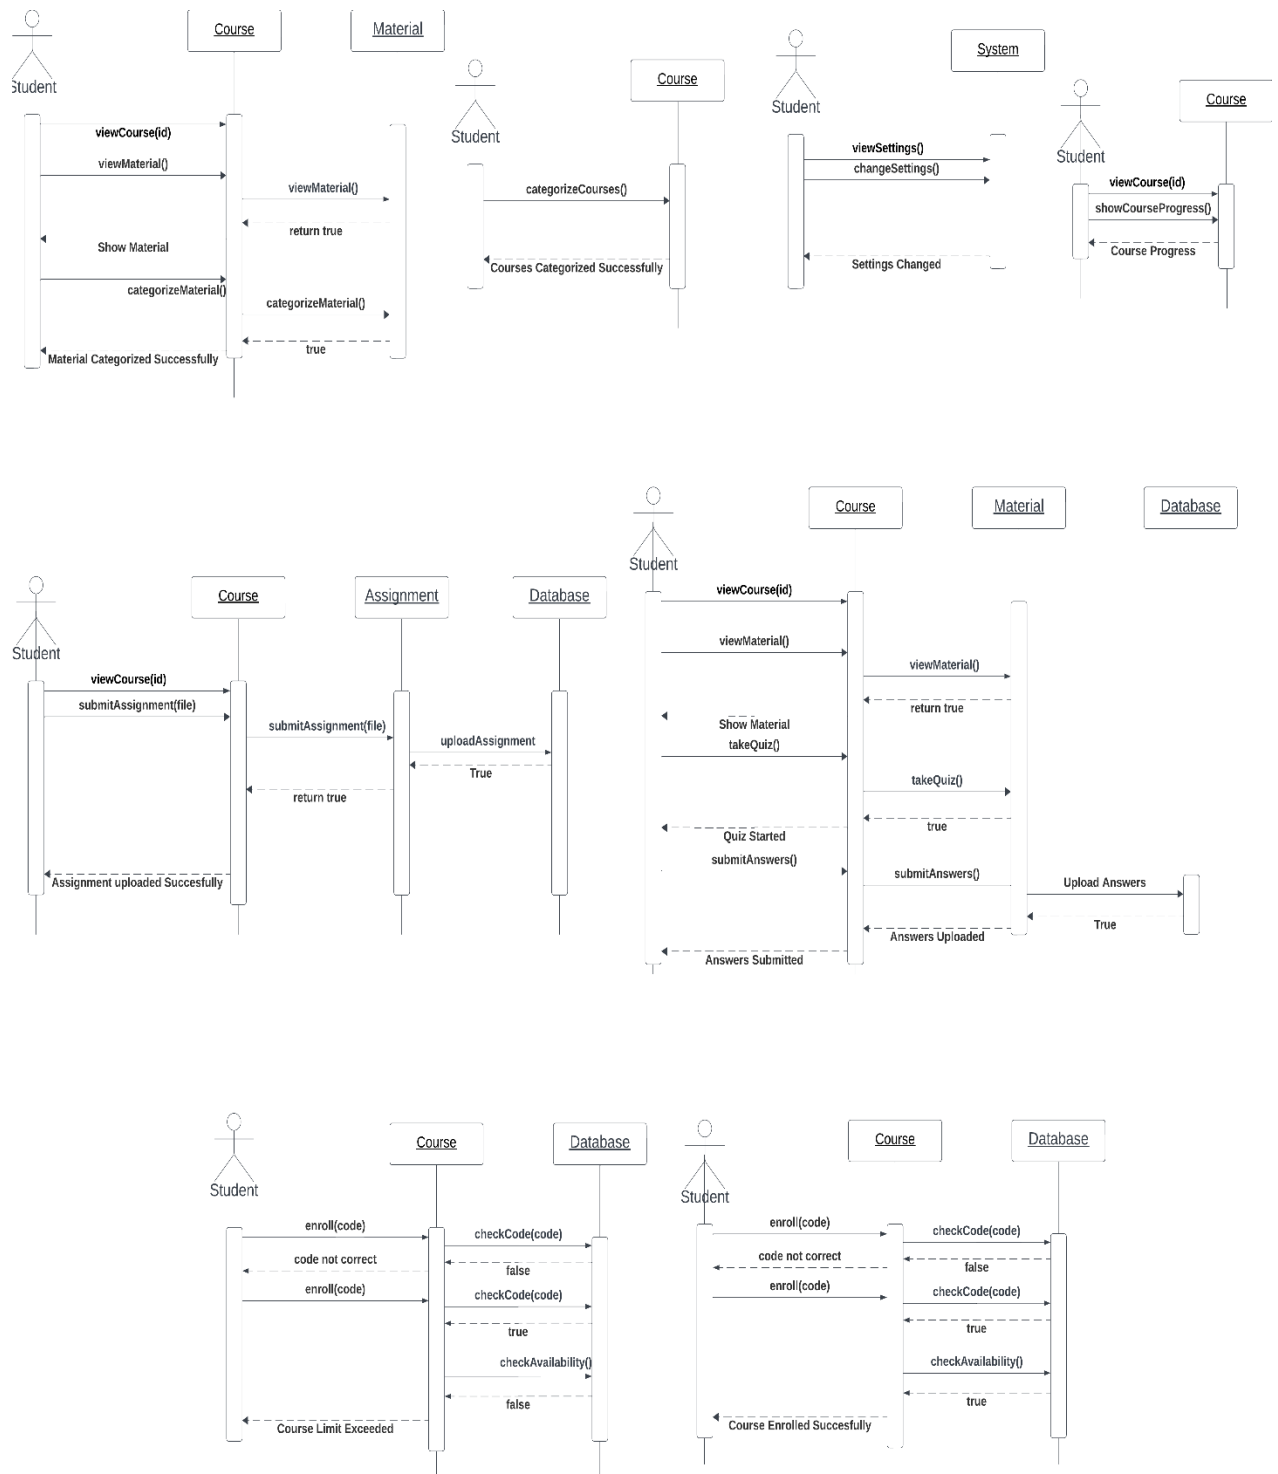 Course
Material
Student
viewCourse(id)
viewMaterial()
viewMaterial()
return true
Show Material
categorizeMaterial()
categorizeMaterial()
true
Material Categorized Successfully
Course
Student
categorizeCourses()
Courses Categorized Successfully
System
Student
viewSettings()
changeSettings()
Settings Changed
Course
Student
viewCourse(id)
showCourseProgress()
Course Progress
Course
Assignment
Database
Student
viewCourse(id)
submitAssignment(file)
submitAssignment(file)
uploadAssignment
True
return true
Assignment uploaded Succesfully
Course
Material
Database
Student
viewCourse(id)
viewMaterial()
viewMaterial()
return true
Show Material
takeQuiz()
takeQuiz()
true
Quiz Started
submitAnswers()
submitAnswers()
Upload Answers
True
Answers Uploaded
Answers Submitted
Course
Database
Student
enroll(code)
checkCode(code)
code not correct
false
enroll(code)
checkCode(code)
true
checkAvailability()
false
Course Limit Exceeded
Course
Database
Student
enroll(code)
checkCode(code)
code not correct
false
enroll(code)
checkCode(code)
true
checkAvailability()
true
Course Enrolled Succesfully